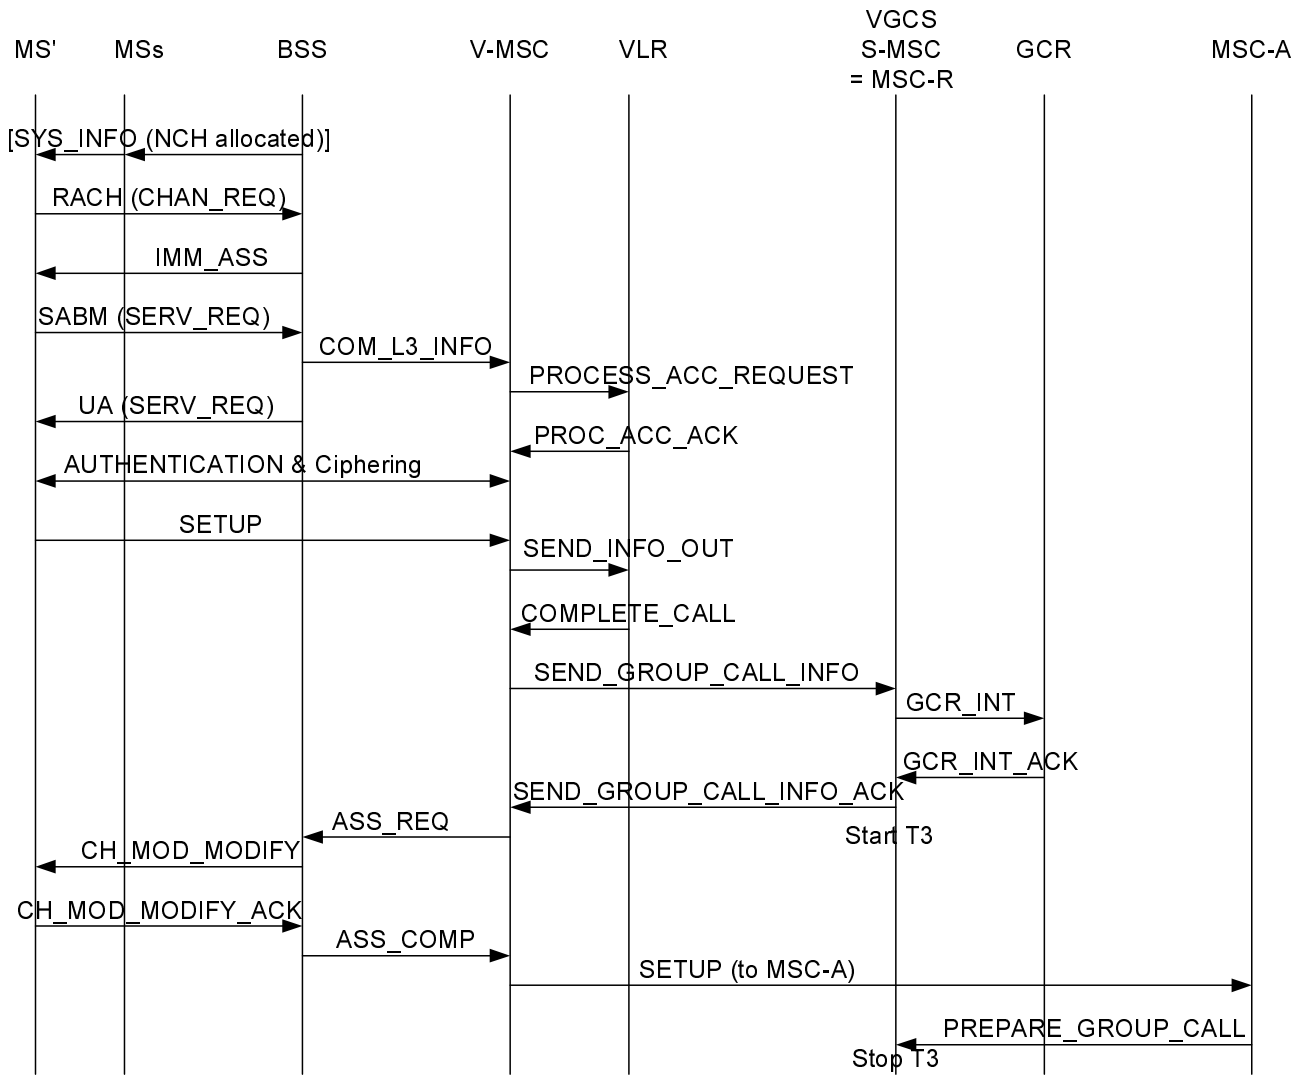 VGCS
MS' MSs BSS V-MSC VLR S-MSC GCR MSC-A
= MSC-R
[SYS_INFO (NCH allocated)]
RACH (CHAN_REQ)
IMM_ASS
SABM (SERV_REQ)
COM_L3_INFO
PROCESS_ACC_REQUEST
UA (SERV_REQ)
PROC_ACC_ACK
AUTHENTICATION & Ciphering
SETUP
SEND_INFO_OUT
COMPLETE_CALL
SEND_GROUP_CALL_INFO
GCR_INT
GCR_INT_ACK
SEND_GROUP_CALL_INFO_ACK
ASS_REQ
Start T3
CH_MOD_MODIFY
CH_MOD_MODIFY_ACK
ASS_COMP
SETUP (to MSC-A)
PREPARE_GROUP_CALL
Stop T3